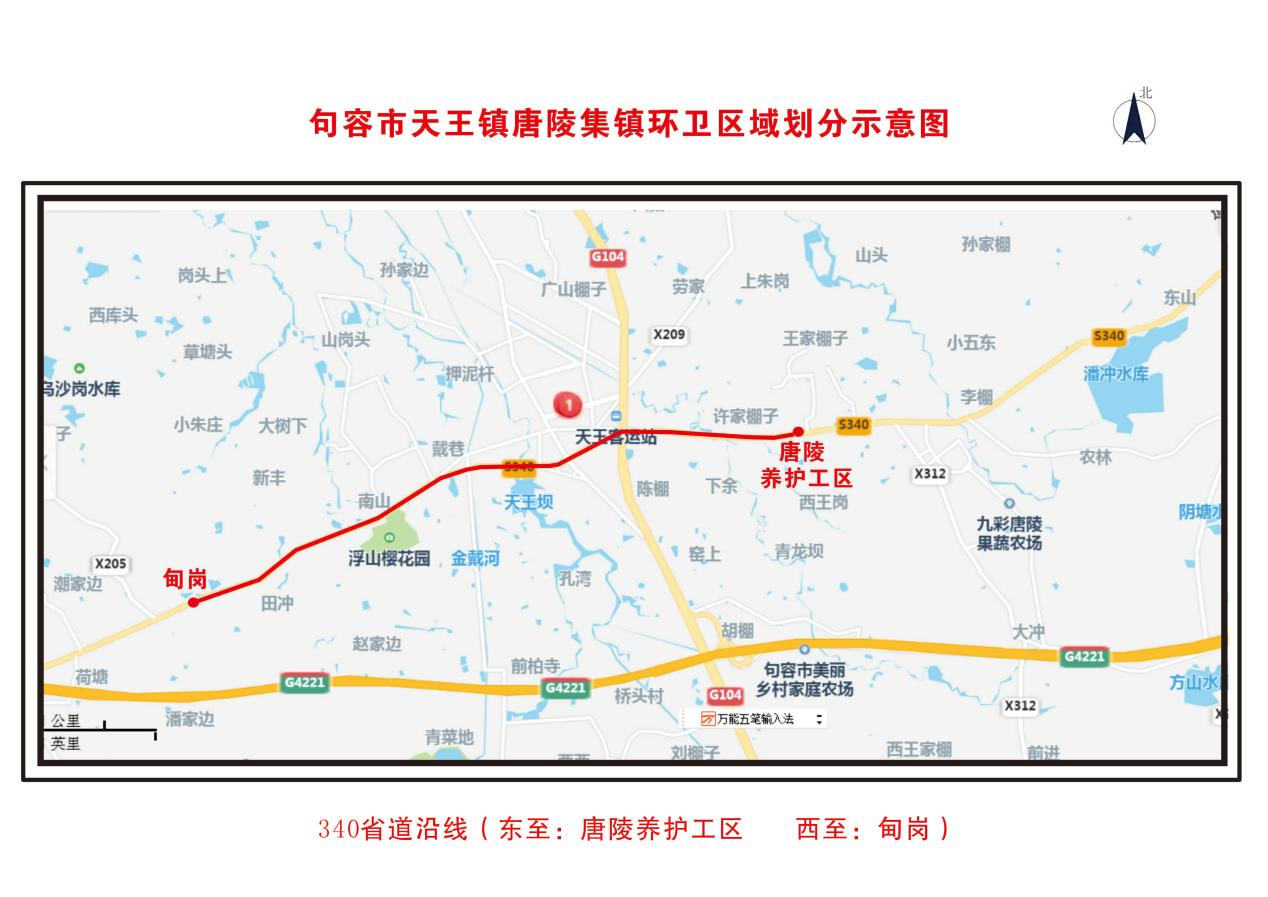 北
句容市天王镇唐陵集镇环卫区域划分示意图
G104
孙家棚
山头
岗头上
孙家边
广山棚子
劳家
上朱岗
东山
西库头
X209
S340
山岗头
王家棚子
小五东
草塘头
押泥杆
潘冲水库
乌沙岗水库
李棚
1
许家棚子
小朱庄
大树下
S340
子
天王客运站
戴巷
唐陵
养护工区
农林
S340
X312
新丰
陈棚
下余
南山
天王坝
西王岗
阴塘水
九彩唐陵
果蔬农场
浮山樱花园
金戴河
窑上
青龙坝
X205
甸岗
孔湾
潮家边
田冲
胡棚
大冲
赵家边
G4221
前柏寺
句容市美丽
乡村家庭农场
荷塘
G4221
G4221
桥头村
G104
方山水
X312
潘家边
万能五笔输入法
公里
英里
青菜地
刘棚子
西王家棚
前进
340省道沿线（东至：唐陵养护工区 西至：甸岗）